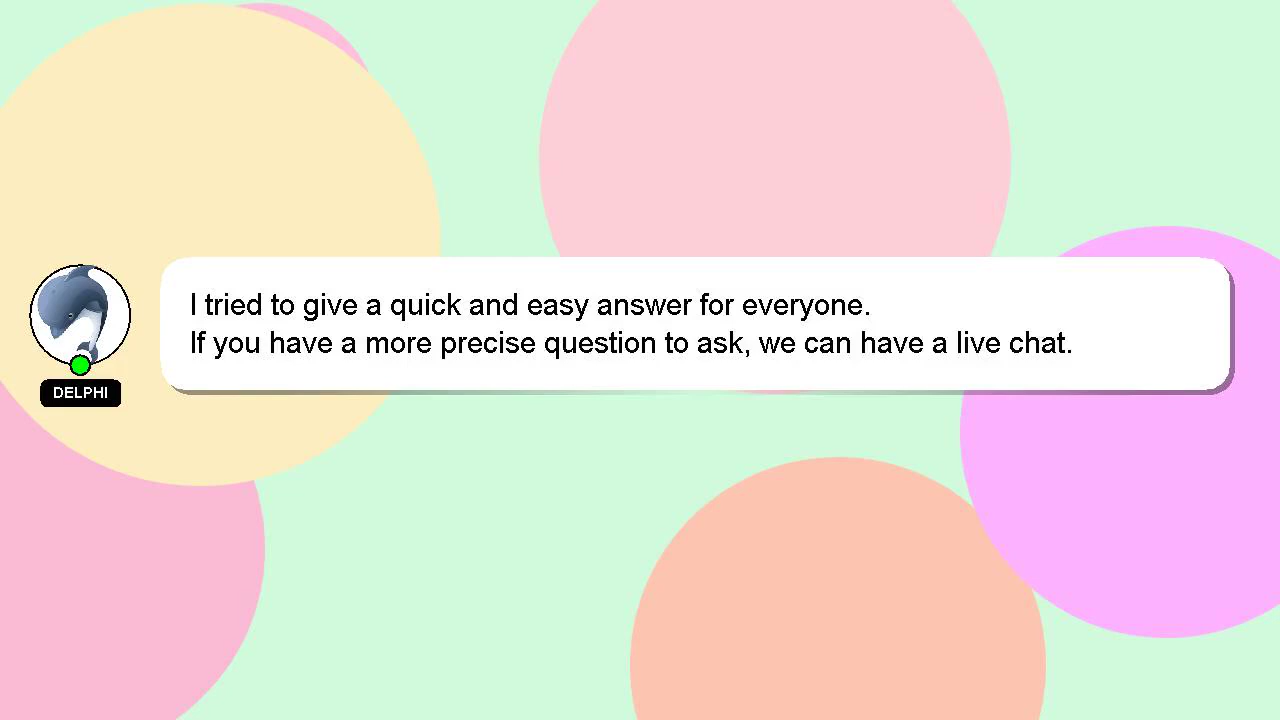 I tried to give a quick and easy answer for everyone.
If you have a more precise question to ask, we can have a live chat.
DELPHI